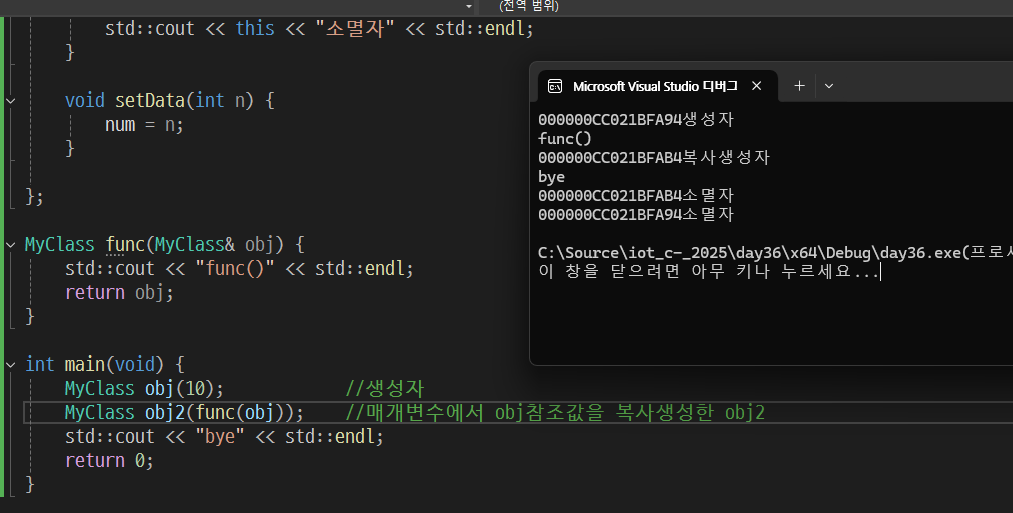 (전역 범위)
std::cout << this << "소멸자" << std::endl;
}
void setData(int n) {
num = n;
}
};
MyClass func(MyClass& obj) {
std::cout << "func()" << std::endl;
return obj;
}
int main(void) {
MyClass obj(10); //생성자
MyClass obj2(func(obj)); //매개변수에서 obj참조값을 복사생성한 obj2
std::cout << "bye" << std::endl;
return 0;
}
Microsoft Visual Studio 디버그
000000CC021BFA94생성자
func()
000000CC021BFAB4복사생성자
bye
000000CC021BFAB4소멸자
000000CC021BFA94소멸자
C:\Source\iot_c-_2025\day36\x64\Debug\day36.exe(프로
이 창을 닫으려면 아무 키나 누르세요...